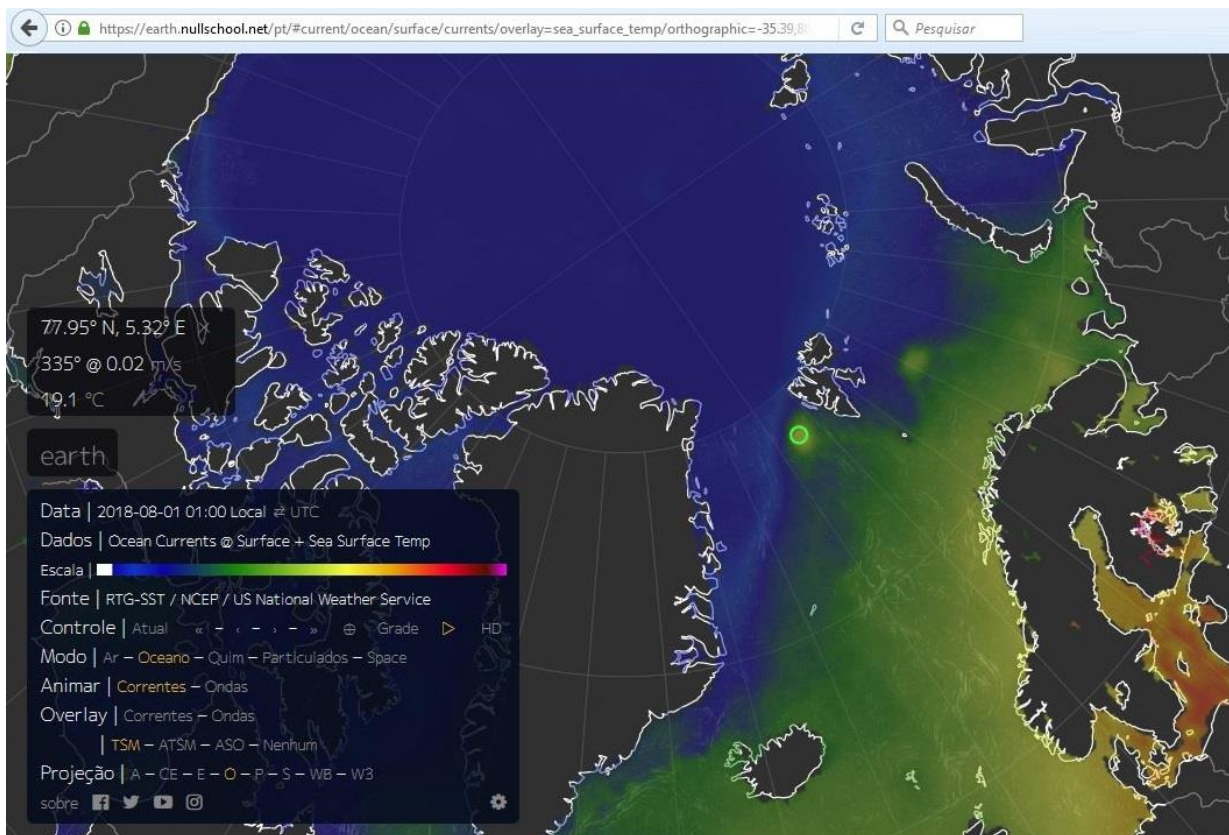 https://earth.nullschool.net/pt/#current/ocean/surface/currents/overlay=sea_surface_temp/orthographic=-35.39,8
Pesquisar
77.95° N, 5.32° E
335° @ 0.02 m/s
19.1 °C
earth
Data | 2018-08-01 01:00 Local ⇄ UTC
Dados | Ocean Currents @ Surface + Sea Surface Temp
Escala |
Fonte | RTG-SST / NCEP / US National Weather Service
Controle | Atual « – ‹ – › – » ⊕ Grade ▷ HD
Modo | Ar – Oceano – Quim – Particulados – Space
Animar | Correntes – Ondas
Overlay | Correntes – Ondas
| TSM – ATSM – ASO – Nenhum
Projeção | A – CE – E – O – P – S – WB – W3
sobre